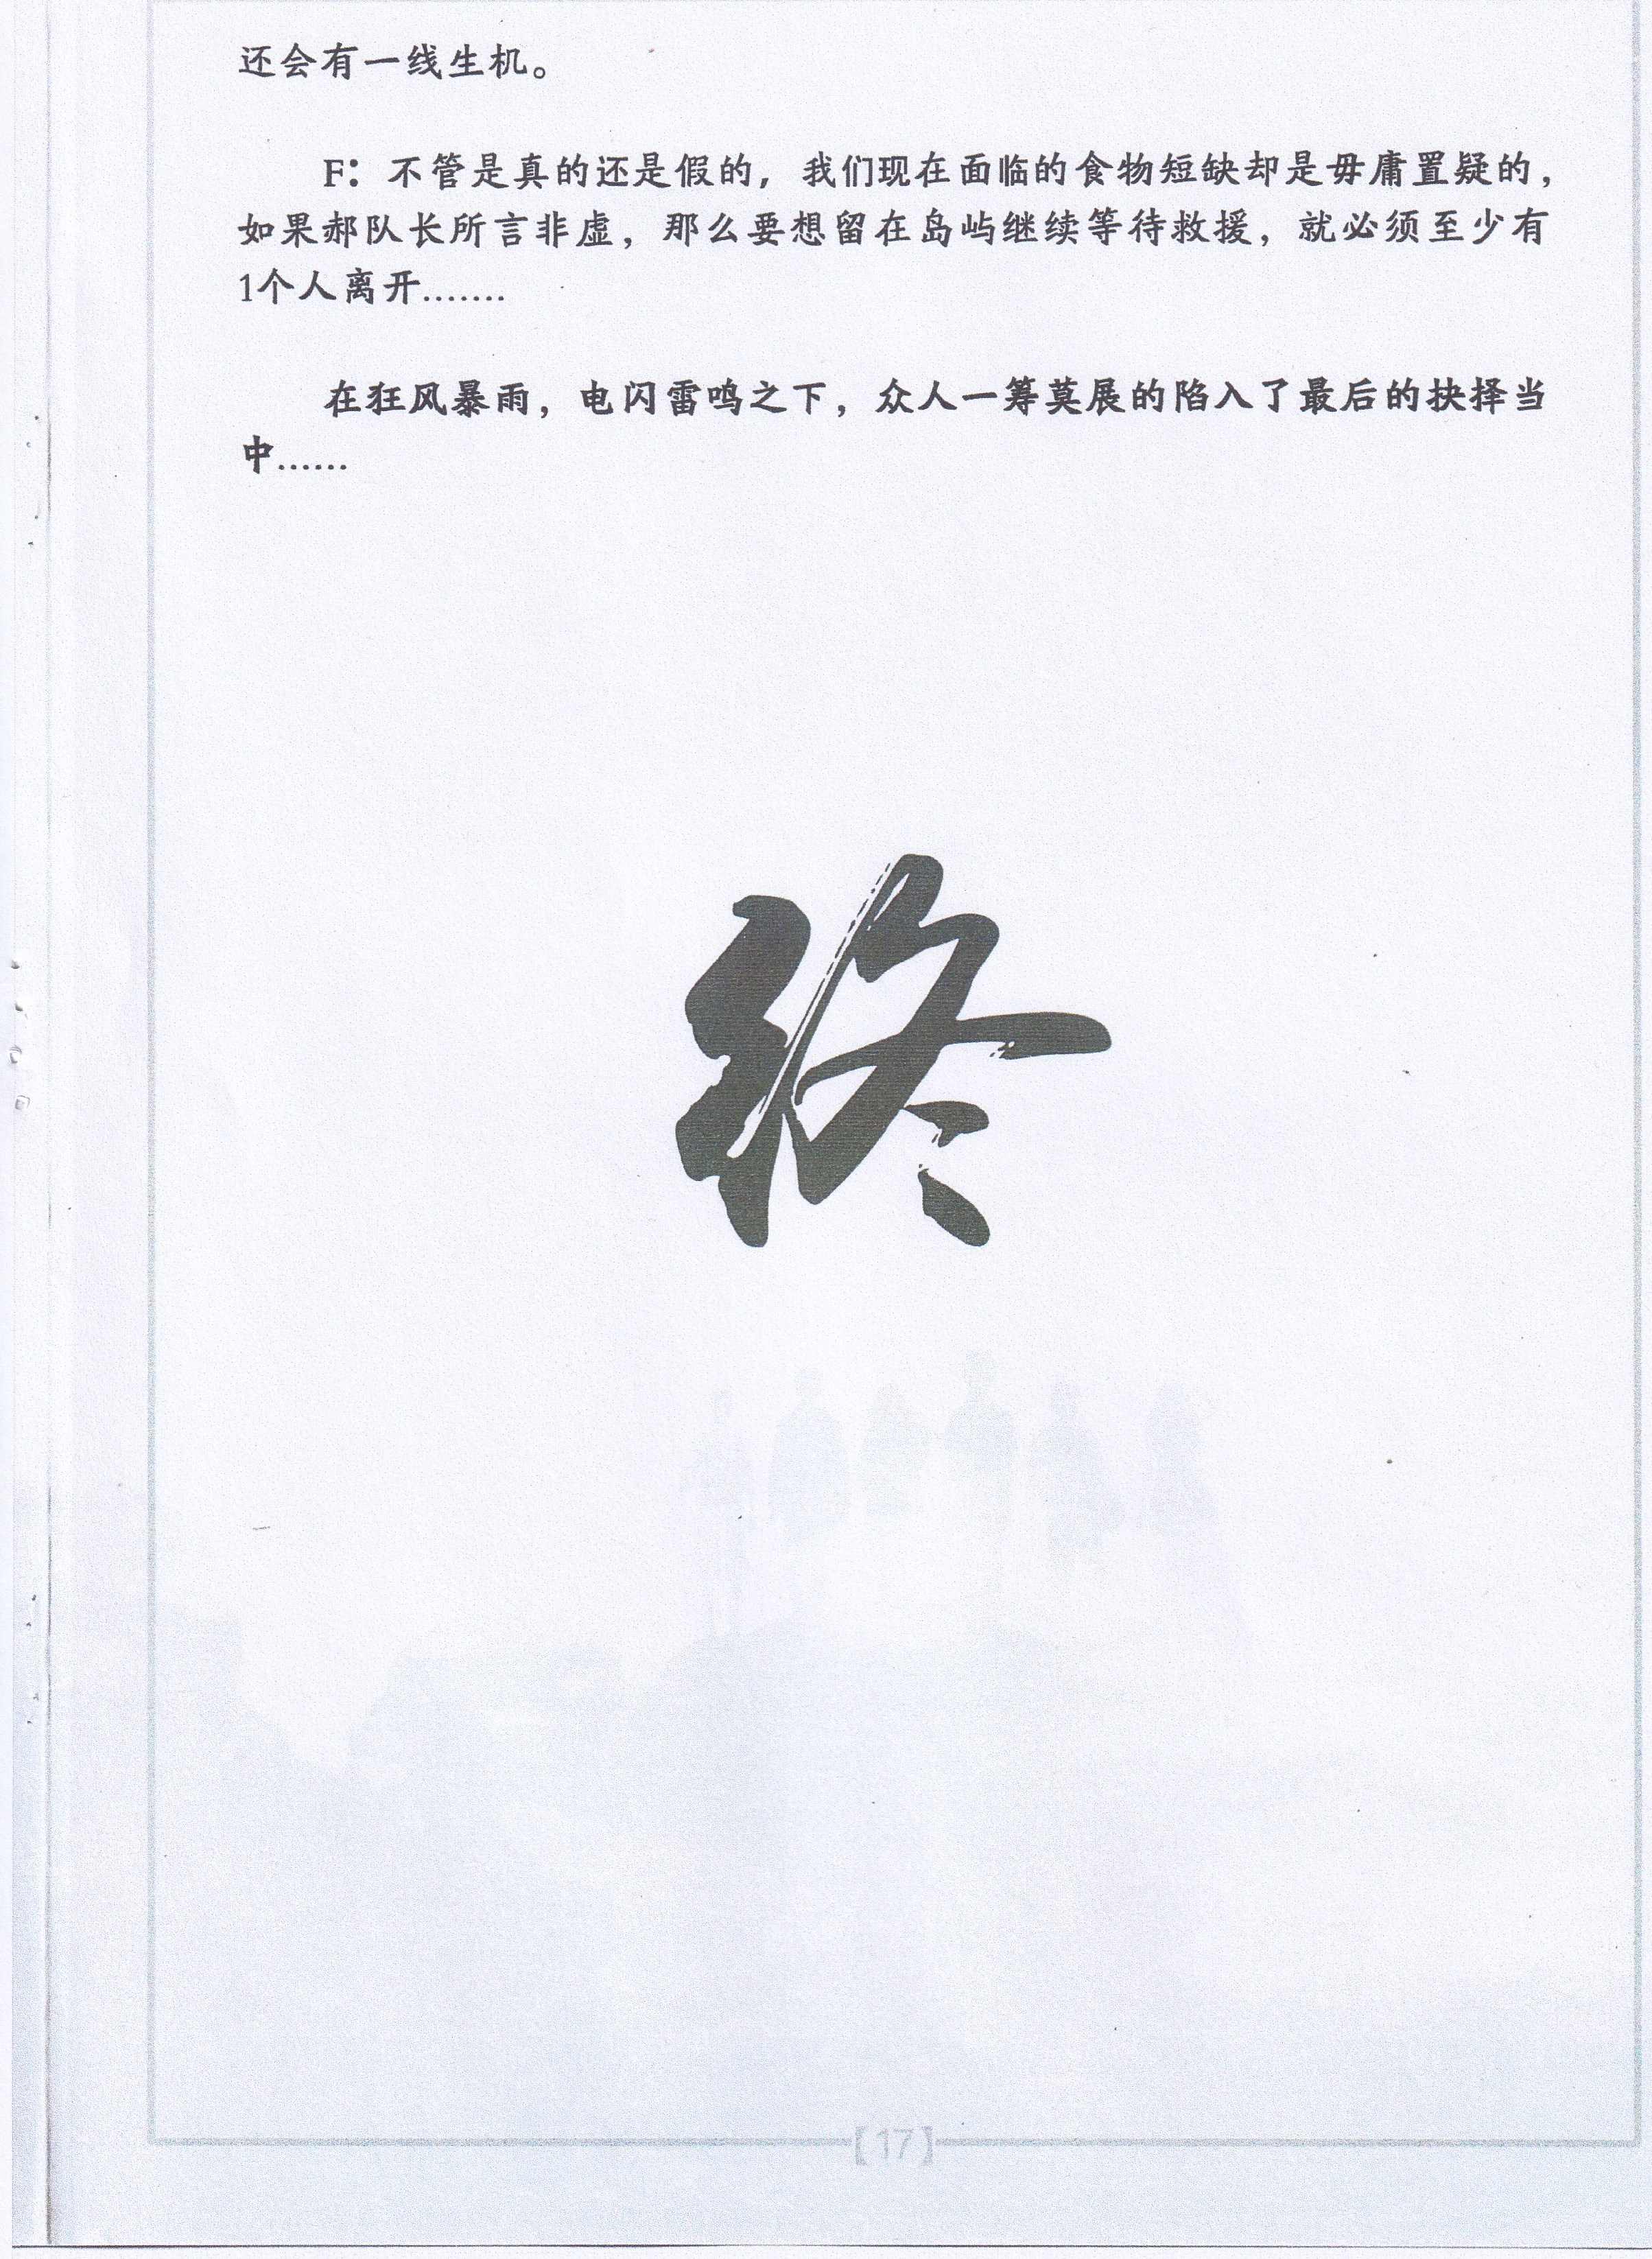 还会有一线生机。
F：不管是真的还是假的，我们现在面临的食物短缺却是毋庸置疑的，
如果郝队长所言非虚，那么要想留在岛屿继续等待救援，就必须至少有
1个人离开.......
在狂风暴雨，电闪雷鸣之下，众人一筹莫展的陷入了最后的抉择当
中......
终
【17】